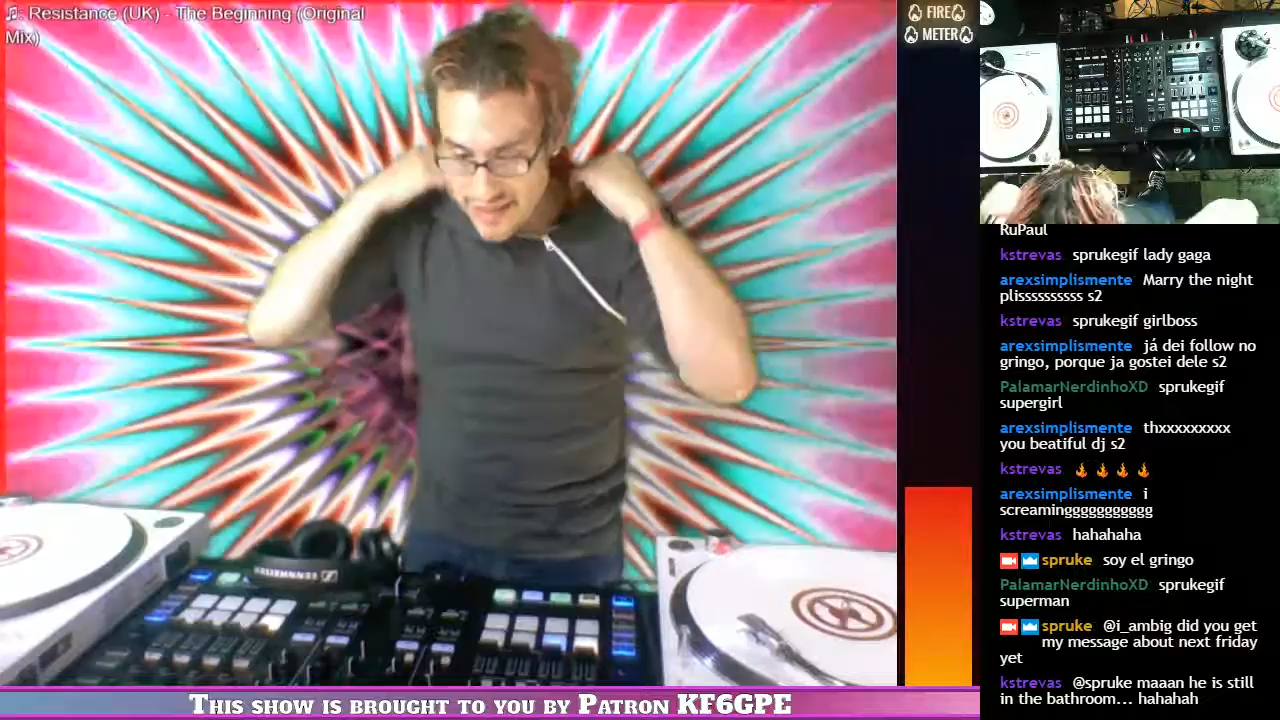 ♫: Resistance (UK) - The Beginning (Original
Mix)
🔥 FIRE🔥
🔥 METER🔥
SENNHEISER
RuPaul
kstrevas sprukegif lady gaga
arexsimplismente Marry the night
plisssssssss s2
kstrevas sprukegif girlboss
arexsimplismente já dei follow no
gringo, porque ja gostei dele s2
PalamarNerdinhoXD sprukegif
supergirl
arexsimplismente thxxxxxxxxx
you beatiful dj s2
kstrevas 🔥🔥🔥🔥
arexsimplismente i
screaminggggggggggg
kstrevas hahahaha
spruke soy el gringo
PalamarNerdinhoXD sprukegif
superman
spruke @i_ambig did you get
my message about next friday
yet
kstrevas @spruke maaan he is still
in the bathroom... hahahah
THIS SHOW IS BROUGHT TO YOU BY PATRON KF6GPE